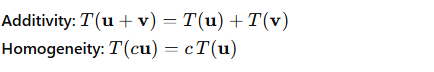 Additivity: T(u + v) = T(u) + T(v)
Homogeneity: T(cu) = c T(u)